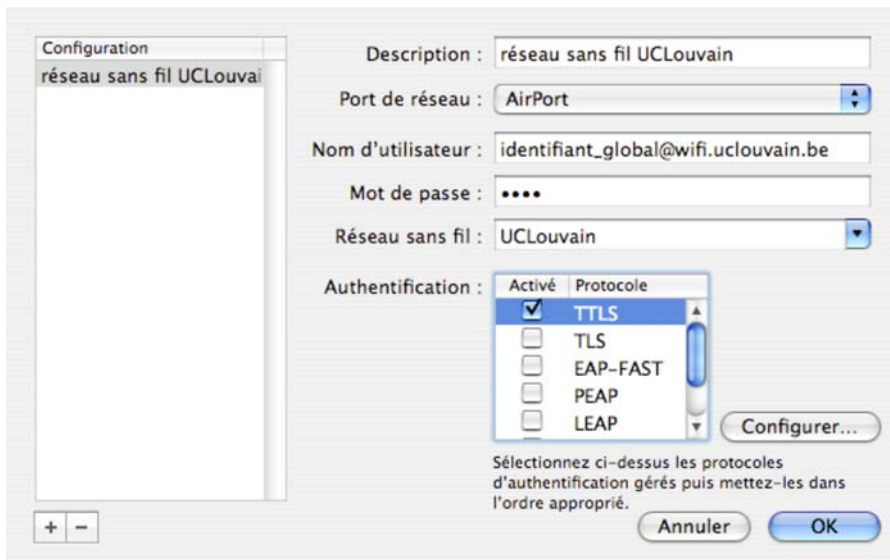 Configuration
réseau sans fil UCLouvai
Description : réseau sans fil UCLouvain
Port de réseau : AirPort
Nom d'utilisateur : identifiant_global@wifi.uclouvain.be
Mot de passe : ••••
Réseau sans fil : UCLouvain
Authentification : Activé Protocole
TTLS
TLS
EAP-FAST
PEAP
LEAP
Configurer...
Sélectionnez ci-dessus les protocoles
d'authentification gérés puis mettez-les dans
l'ordre approprié.
+ −
Annuler OK